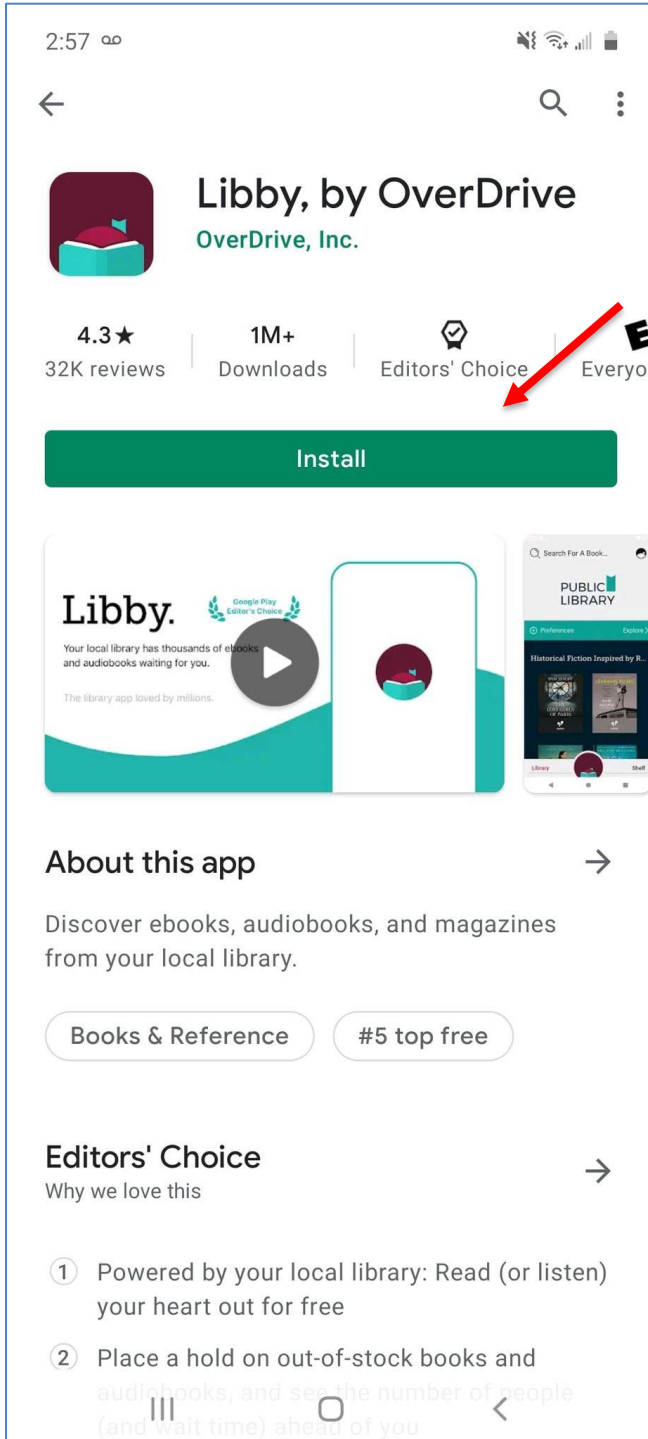 2:57
Libby, by OverDrive
OverDrive, Inc.
4.3★
32K reviews
1M+
Downloads
Editors' Choice
E
Everyo
Install
Libby.
Google Play
Editor's Choice
Your local library has thousands of ebooks
and audiobooks waiting for you.
The library app loved by millions.
Search For A Book...
PUBLIC
LIBRARY
Preferences
Explore
Historical Fiction Inspired by R...
LOST GIRLS
OF PARIS
Library
Shelf
About this app
Discover ebooks, audiobooks, and magazines
from your local library.
Books & Reference
#5 top free
Editors' Choice
Why we love this
1 Powered by your local library: Read (or listen)
your heart out for free
2 Place a hold on out-of-stock books and
audiobooks, and see the number of people
(and wait time) ahead of you